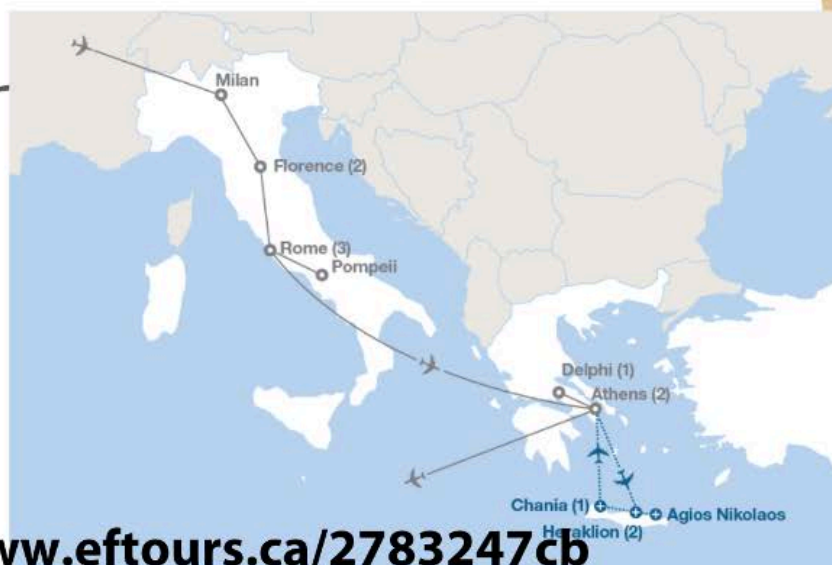 Milan
Florence (2)
Rome (3)
Pompeii
Delphi (1)
Athens (2)
Chania (1)
Agios Nikolaos
Heraklion (2)
ww.eftours.ca/2783247cb